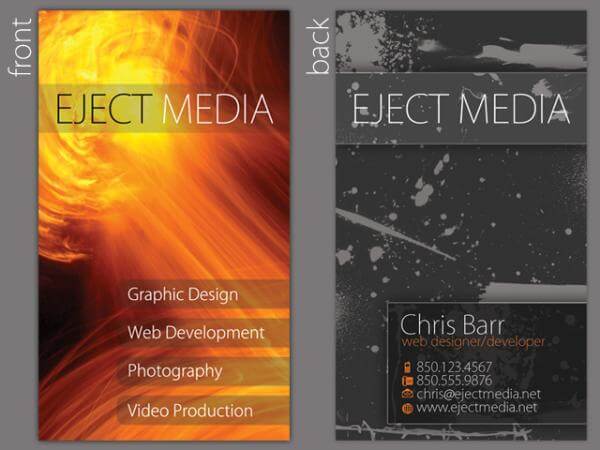 front
EJECT MEDIA
Graphic Design
Web Development
Photography
Video Production
back
EJECT MEDIA
Chris Barr
web designer/developer
850.123.4567
850.555.9876
chris@ejectmedia.net
www.ejectmedia.net